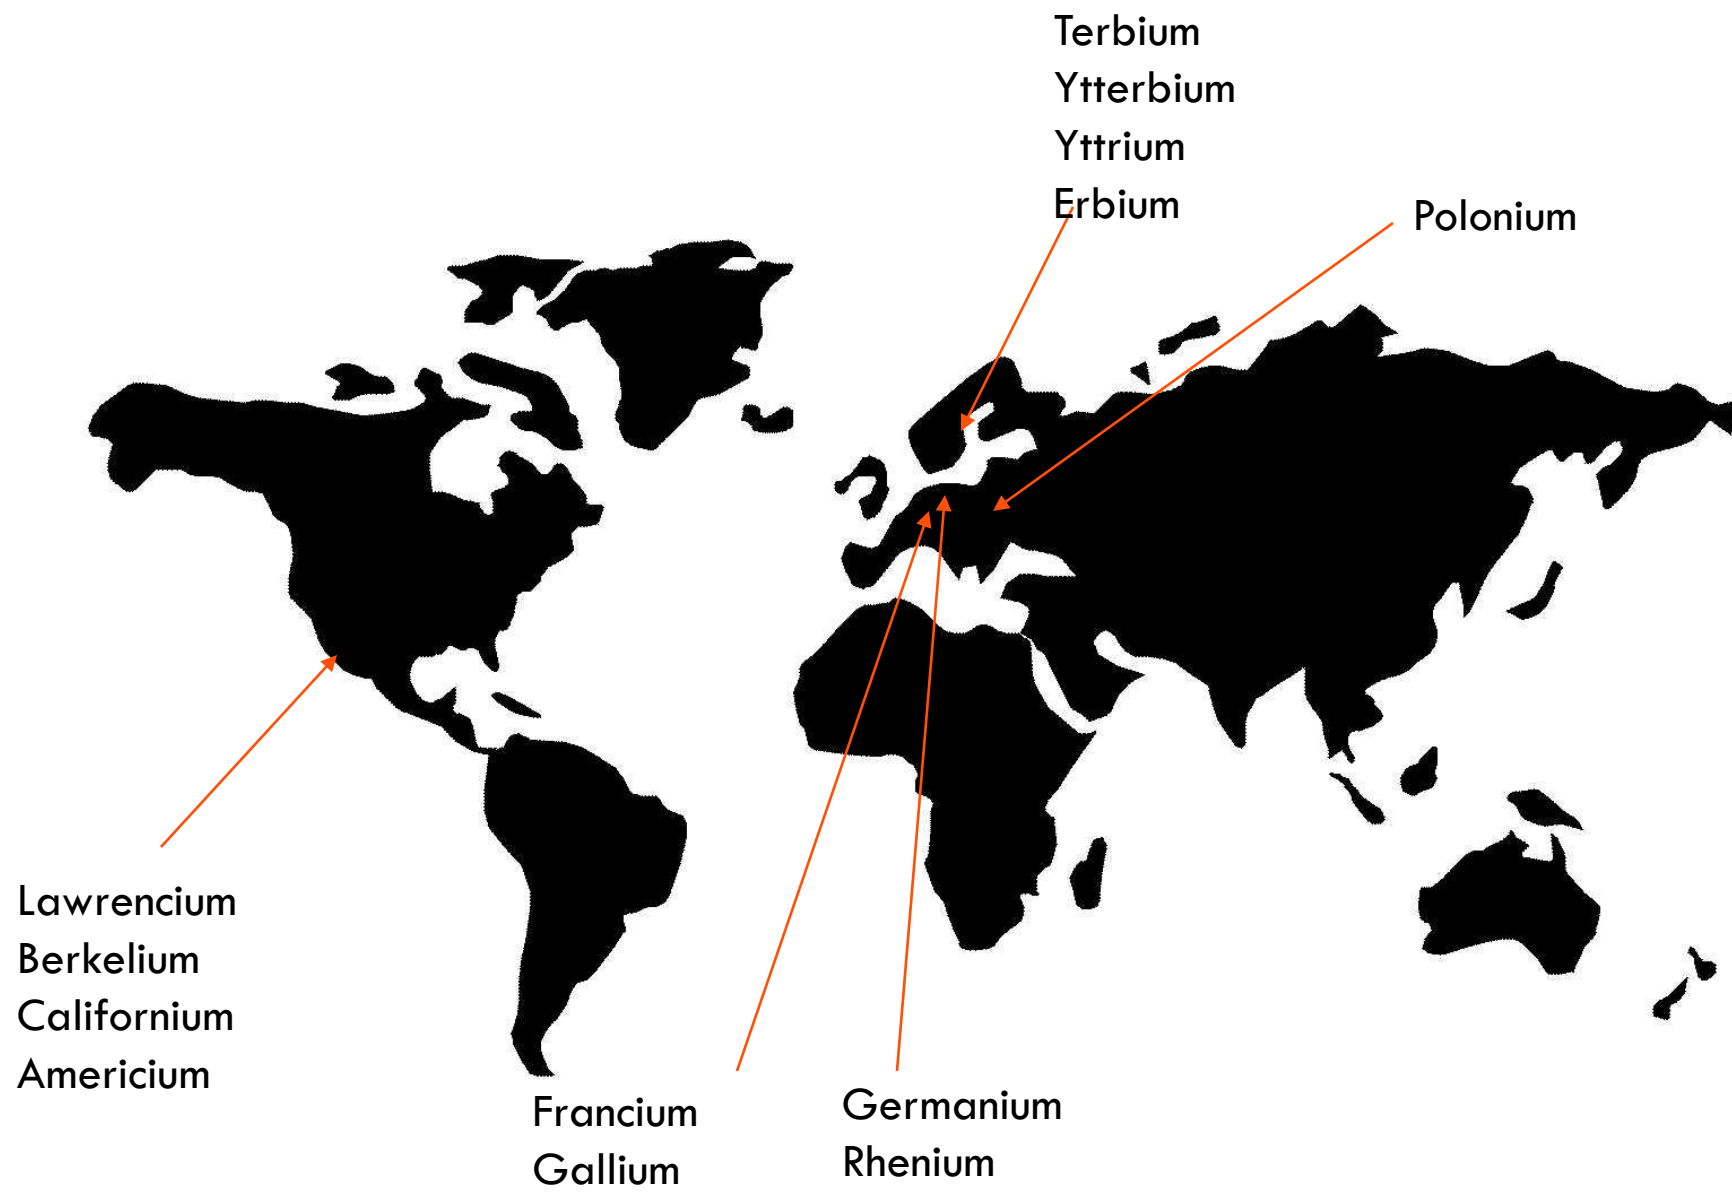 Terbium
Ytterbium
Yttrium
Erbium
Polonium
Lawrencium
Berkelium
Californium
Americium
Francium
Gallium
Germanium
Rhenium